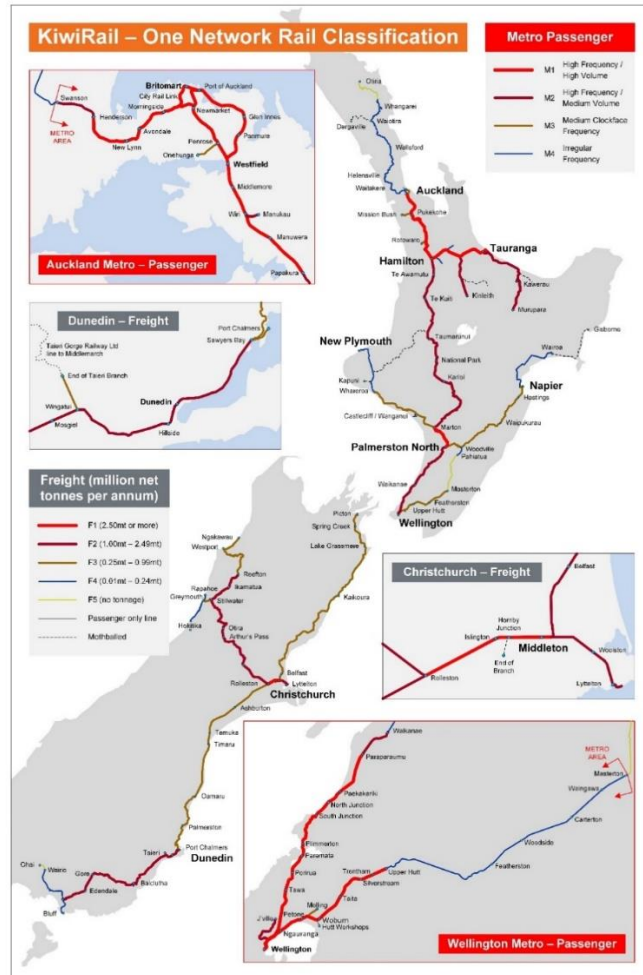 KiwiRail – One Network Rail Classification
Metro Passenger
M1 High Frequency /
High Volume
M2 High Frequency /
Medium Volume
M3 Medium Clockface
Frequency
M4 Irregular
Frequency
Britomart
Port of Auckland
City Rail Link
Swanson
Morningside
Newmarket
Henderson
Glen Innes
METRO
AREA
Avondale
Penrose
Panmure
New Lynn
Onehunga
Westfield
Middlemore
Wiri
Manukau
Manurewa
Papakura
Auckland Metro – Passenger
Otiria
Whangarei
Waiotira
Dargaville
Wellsford
Helensville
Waitakere
Auckland
Mission Bush
Pukekohe
Rotowaro
Tauranga
Hamilton
Te Awamutu
Kawerau
Kinleith
Te Kuiti
Murupara
Taumarunui
Gisborne
New Plymouth
National Park
Wairoa
Kapuni
Karioi
Whareroa
Napier
Hastings
Castlecliff / Wanganui
Marton
Waipukurau
Palmerston North
Woodville
Pahiatua
Waikanae
Masterton
Featherston
Upper Hutt
Wellington
Dunedin – Freight
Port Chalmers
Taieri Gorge Railway Ltd
line to Middlemarch
Sawyers Bay
End of Taieri Branch
Dunedin
Wingatui
Mosgiel
Hillside
Freight (million net
tonnes per annum)
F1 (2.50mt or more)
F2 (1.00mt – 2.49mt)
F3 (0.25mt – 0.99mt)
F4 (0.01mt – 0.24mt)
F5 (no tonnage)
Passenger only line
Mothballed
Picton
Spring Creek
Ngakawau
Westport
Lake Grassmere
Reefton
Rapahoe
Ikamatua
Kaikoura
Greymouth
Stillwater
Hokitika
Otira
Arthur's Pass
Belfast
Rolleston
Lyttelton
Christchurch
Ashburton
Temuka
Timaru
Oamaru
Palmerston
Port Chalmers
Taieri
Dunedin
Ohai
Wairio
Gore
Edendale
Balclutha
Bluff
Christchurch – Freight
Belfast
Hornby
Junction
Islington
Middleton
End of
Branch
Woolston
Rolleston
Lyttelton
Waikanae
Paraparaumu
METRO
AREA
Masterton
Paekakariki
Waingawa
North Junction
Carterton
South Junction
Woodside
Plimmerton
Paremata
Featherston
Trentham
Upper Hutt
Porirua
Silverstream
Tawa
Taita
Melling
J'ville
Petone
Woburn
Hutt Workshops
Ngauranga
Wellington
Wellington Metro – Passenger